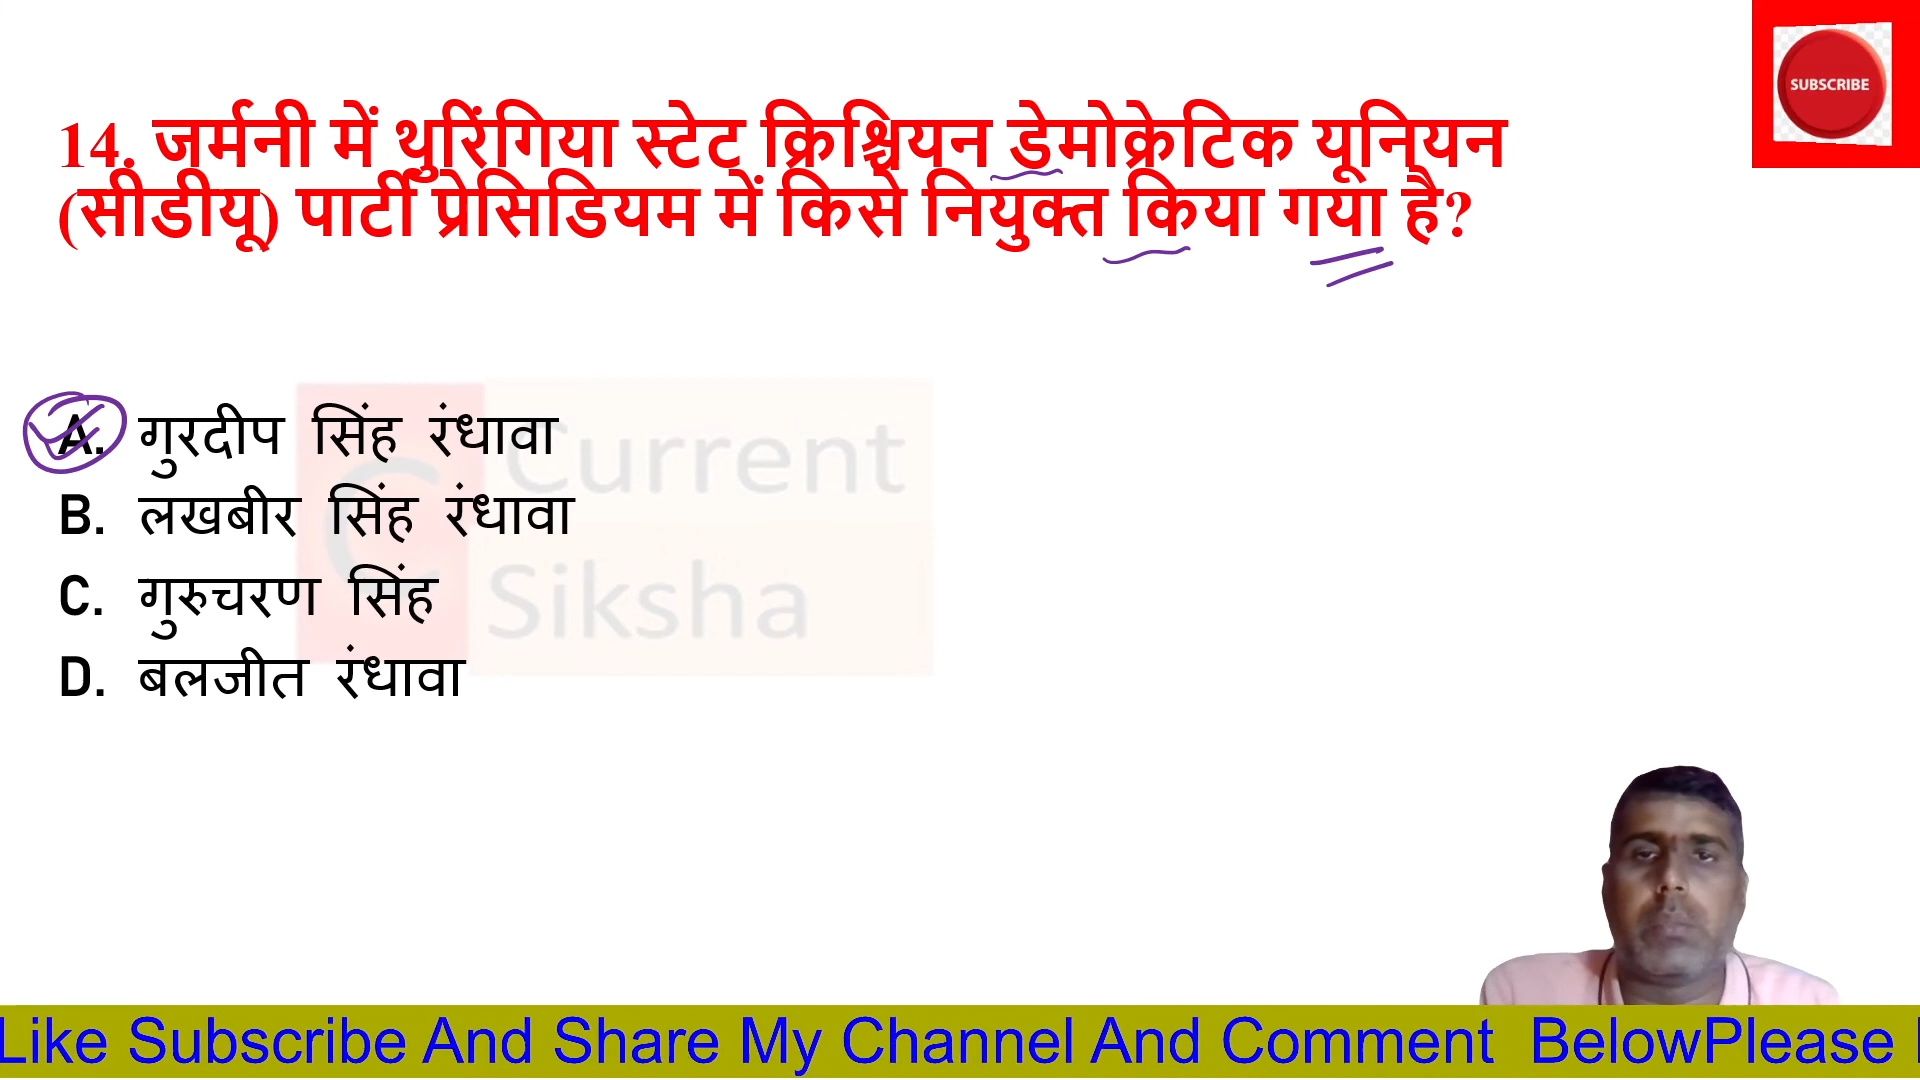 SUBSCRIBE
14. जर्मनी में थुरिंगिया स्टेट क्रिश्चियन डेमोक्रेटिक यूनियन
(सीडीयू) पार्टी प्रेसिडियम में किसे नियुक्त किया गया है?
A. गुरदीप सिंह रंधावा
B. लखबीर सिंह रंधावा
C. गुरुचरण सिंह
D. बलजीत रंधावा
Current
Siksha
Like Subscribe And Share My Channel And Comment BelowPlease